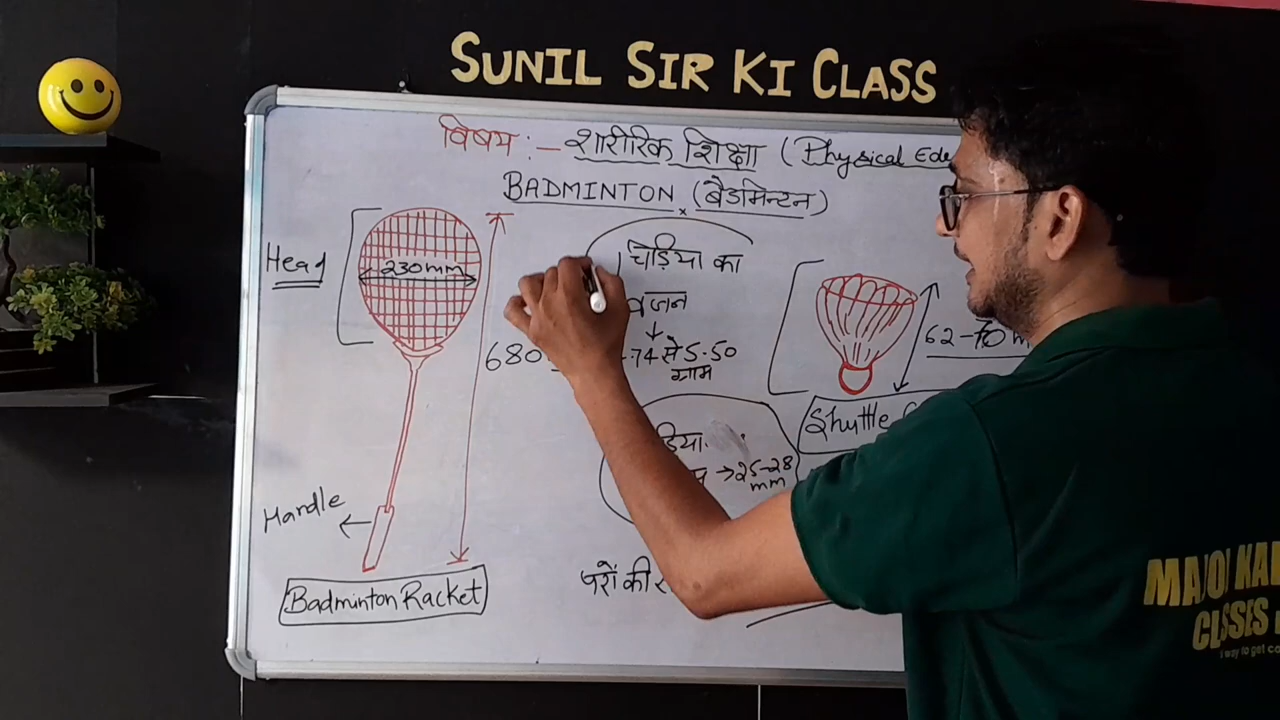 SUNIL SIR KI CLASS
विषय :- शारीरिक शिक्षा (Physical Edu
BADMINTON (बैडमिन्टन)
Head
230mm
680
Handle
Badminton Racket
चिड़िया का
वजन
.74 से 5.50
ग्राम
→25-28
mm
परों की
62-70 m
Shuttle
CLSSES